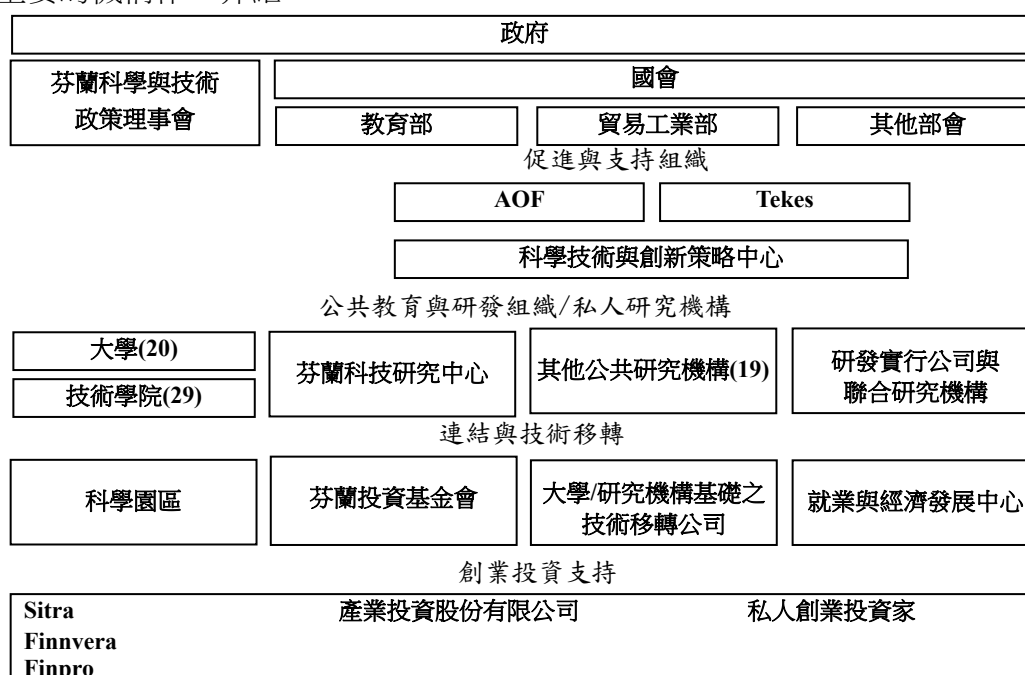 政府
芬蘭科學與技術
政策理事會
國會
教育部 貿易工業部 其他部會
促進與支持組織
AOF Tekes
科學技術與創新策略中心
公共教育與研發組織/私人研究機構
大學(20)
技術學院(29)
芬蘭科技研究中心
其他公共研究機構(19)
研發實行公司與
聯合研究機構
連結與技術移轉
科學園區
芬蘭投資基金會
大學/研究機構基礎之
技術移轉公司
就業與經濟發展中心
創業投資支持
Sitra 產業投資股份有限公司 私人創業投資家
Finnvera
Finpro